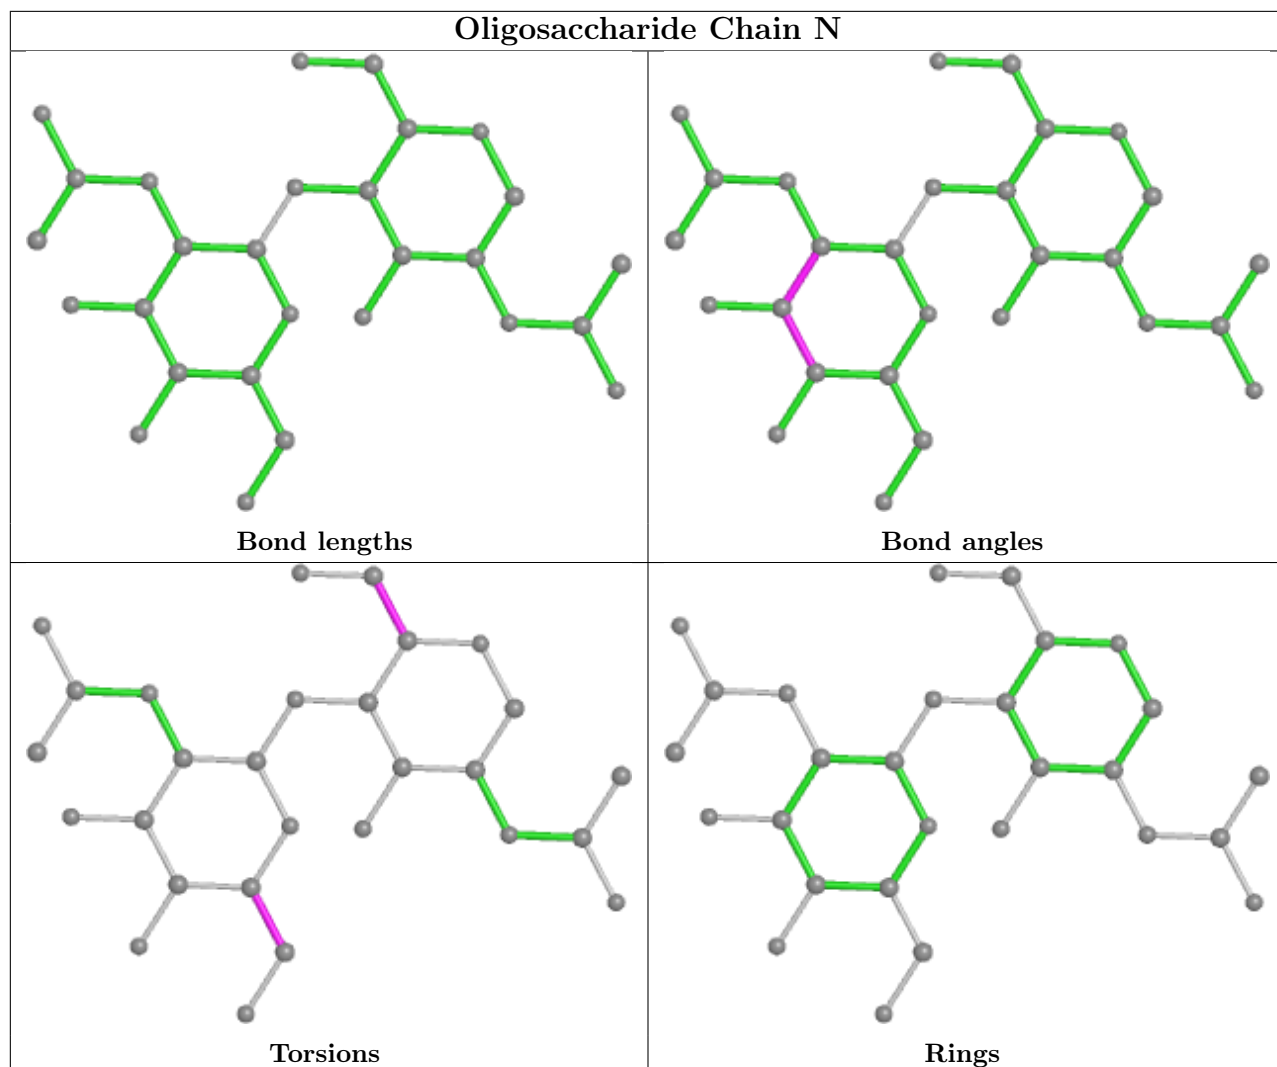 Oligosaccharide Chain N
Bond lengths
Bond angles
Torsions
Rings